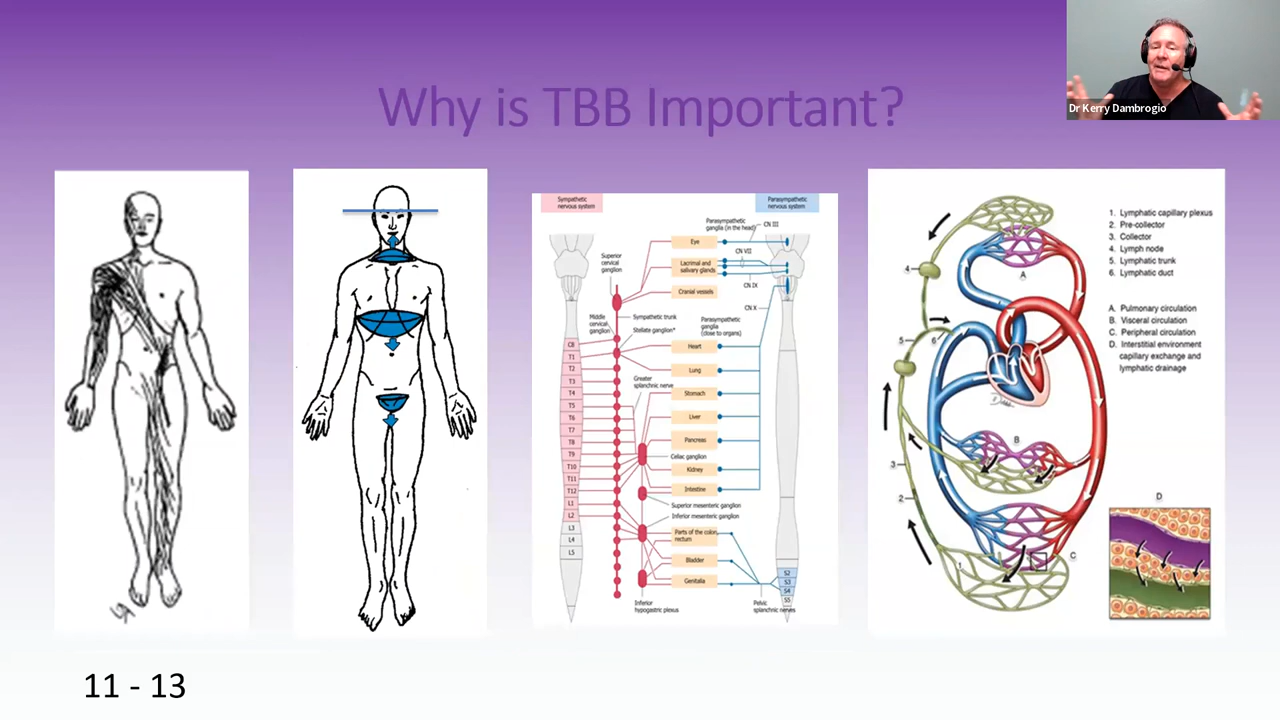 Why is TBB Important?
Dr Kerry Dambrogio
Sympathetic
nervous system
Parasympathetic
nervous system
Parasympathetic
ganglia (in the head)
CN III
Eye
Superior
cervical
ganglion
CN VII
Lacrimal and
salivary glands
CN IX
Cranial vessels
CN X
Middle
cervical
ganglion
Sympathetic trunk
Stellate ganglion*
Parasympathetic
ganglia
(close to organs)
C8
T1
T2
T3
T4
T5
T6
T7
T8
T9
T10
T11
T12
L1
L2
L3
L4
L5
Heart
Lung
Greater
splanchnic nerve
Stomach
Liver
Pancreas
Celiac ganglion
Kidney
Intestine
Superior mesenteric ganglion
Inferior mesenteric ganglion
Parts of the colon,
rectum
Bladder
Genitalia
Inferior
hypogastric plexus
Pelvic
splanchnic nerves
S2
S3
S4
S5
1. Lymphatic capillary plexus
2. Pre-collector
3. Collector
4. Lymph node
5. Lymphatic trunk
6. Lymphatic duct
A. Pulmonary circulation
B. Visceral circulation
C. Peripheral circulation
D. Interstitial environment
capillary exchange and
lymphatic drainage
4
A
5
6
B
3
2
D
C
1
11 - 13